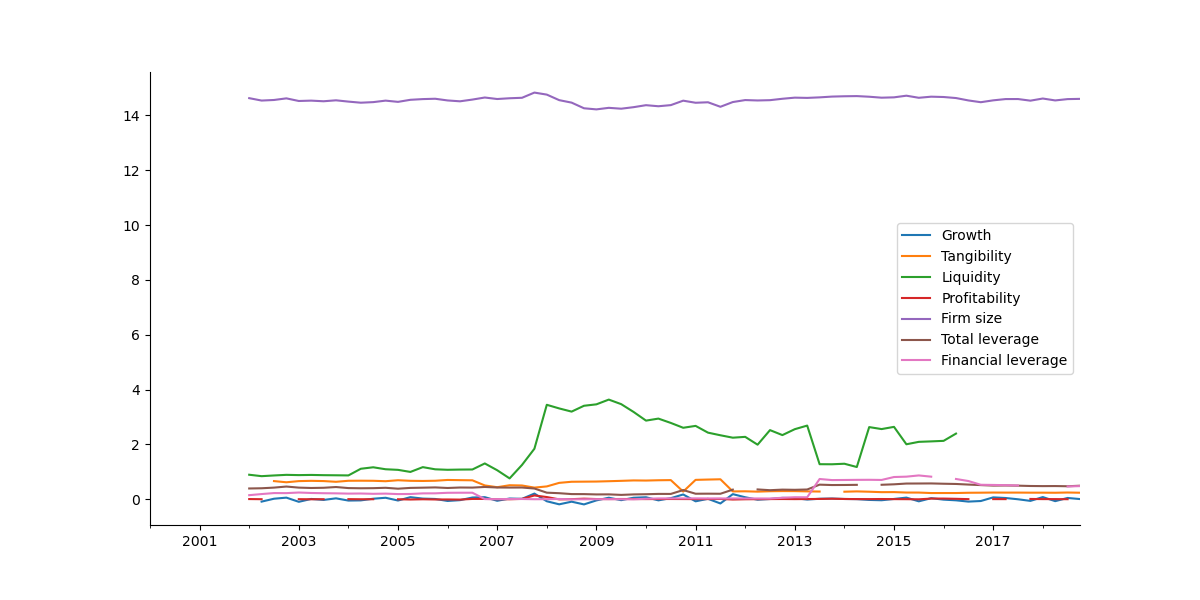 14
12
10
8
6
4
2
0
Growth
Tangibility
Liquidity
Profitability
Firm size
Total leverage
Financial leverage
2001 2003 2005 2007 2009 2011 2013 2015 2017